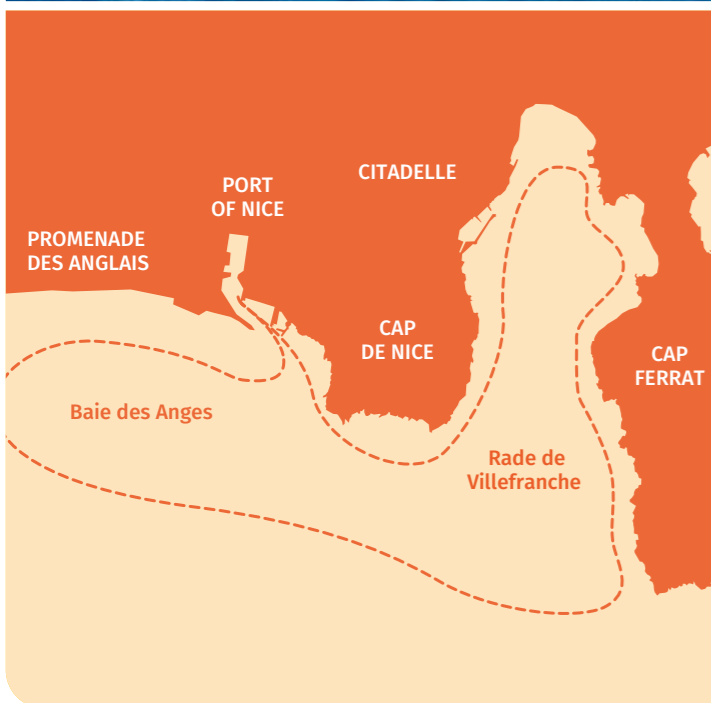 CITADELLE
PORT
OF NICE
PROMENADE
DES ANGLAIS
CAP
DE NICE
CAP
FERRAT
Baie des Anges
Rade de
Villefranche